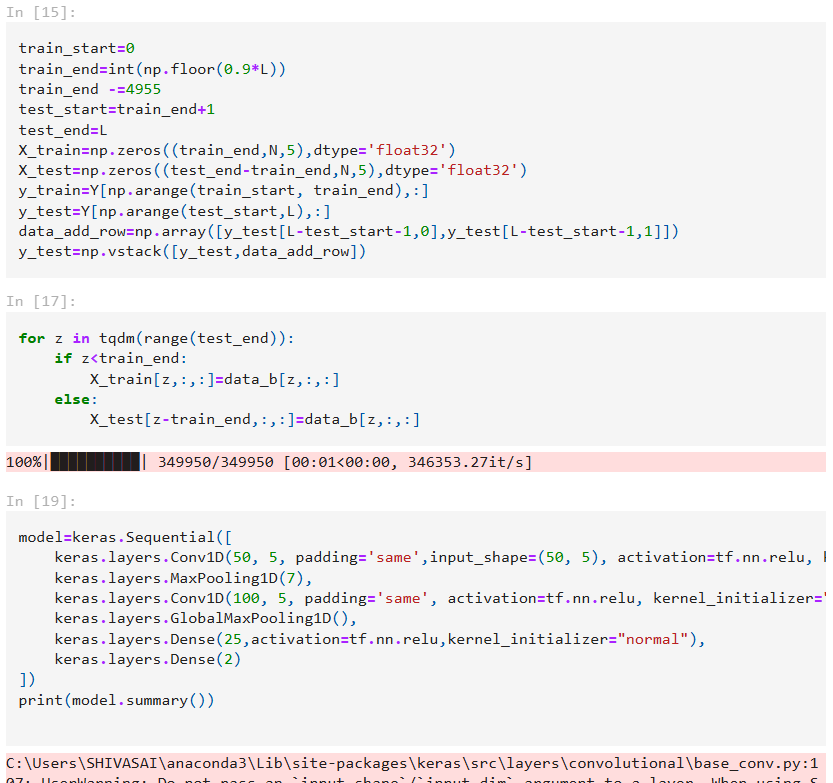 In [15]:
train_start=0
train_end=int(np.floor(0.9*L))
train_end -=4955
test_start=train_end+1
test_end=L
X_train=np.zeros((train_end,N,5),dtype='float32')
X_test=np.zeros((test_end-train_end,N,5),dtype='float32')
y_train=Y[np.arange(train_start, train_end),:]
y_test=Y[np.arange(test_start,L),:]
data_add_row=np.array([y_test[L-test_start-1,0],y_test[L-test_start-1,1]])
y_test=np.vstack([y_test,data_add_row])
In [17]:
for z in tqdm(range(test_end)):
    if z<train_end:
        X_train[z,:,:]=data_b[z,:,:]
    else:
        X_test[z-train_end,:,:]=data_b[z,:,:]
100%|██████████| 349950/349950 [00:01<00:00, 346353.27it/s]
In [19]:
model=keras.Sequential([
    keras.layers.Conv1D(50, 5, padding='same',input_shape=(50, 5), activation=tf.nn.relu,
    keras.layers.MaxPooling1D(7),
    keras.layers.Conv1D(100, 5, padding='same', activation=tf.nn.relu, kernel_initializer=
    keras.layers.GlobalMaxPooling1D(),
    keras.layers.Dense(25,activation=tf.nn.relu,kernel_initializer="normal"),
    keras.layers.Dense(2)
])
print(model.summary())
C:\Users\SHIVASAI\anaconda3\Lib\site-packages\keras\src\layers\convolutional\base_conv.py:1
07: UserWarning: Do not pass an `input_shape`/`input_dim` argument to a layer. When using S